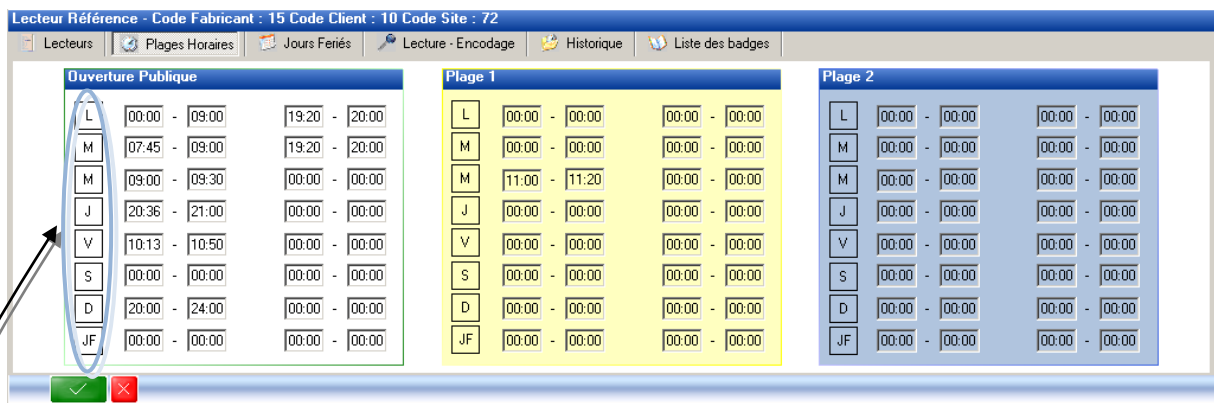 Lecteur Référence - Code Fabricant : 15 Code Client : 10 Code Site : 72
Lecteurs Plages Horaires Jours Feriés Lecture - Encodage Historique Liste des badges
Ouverture Publique Plage 1 Plage 2
L 00:00 - 09:00 19:20 - 20:00 L 00:00 - 00:00 00:00 - 00:00 L 00:00 - 00:00 00:00 - 00:00
M 07:45 - 09:00 19:20 - 20:00 M 00:00 - 00:00 00:00 - 00:00 M 00:00 - 00:00 00:00 - 00:00
M 09:00 - 09:30 00:00 - 00:00 M 11:00 - 11:20 00:00 - 00:00 M 00:00 - 00:00 00:00 - 00:00
J 20:36 - 21:00 00:00 - 00:00 J 00:00 - 00:00 00:00 - 00:00 J 00:00 - 00:00 00:00 - 00:00
V 10:13 - 10:50 00:00 - 00:00 V 00:00 - 00:00 00:00 - 00:00 V 00:00 - 00:00 00:00 - 00:00
S 00:00 - 00:00 00:00 - 00:00 S 00:00 - 00:00 00:00 - 00:00 S 00:00 - 00:00 00:00 - 00:00
D 20:00 - 24:00 00:00 - 00:00 D 00:00 - 00:00 00:00 - 00:00 D 00:00 - 00:00 00:00 - 00:00
JF 00:00 - 00:00 00:00 - 00:00 JF 00:00 - 00:00 00:00 - 00:00 JF 00:00 - 00:00 00:00 - 00:00